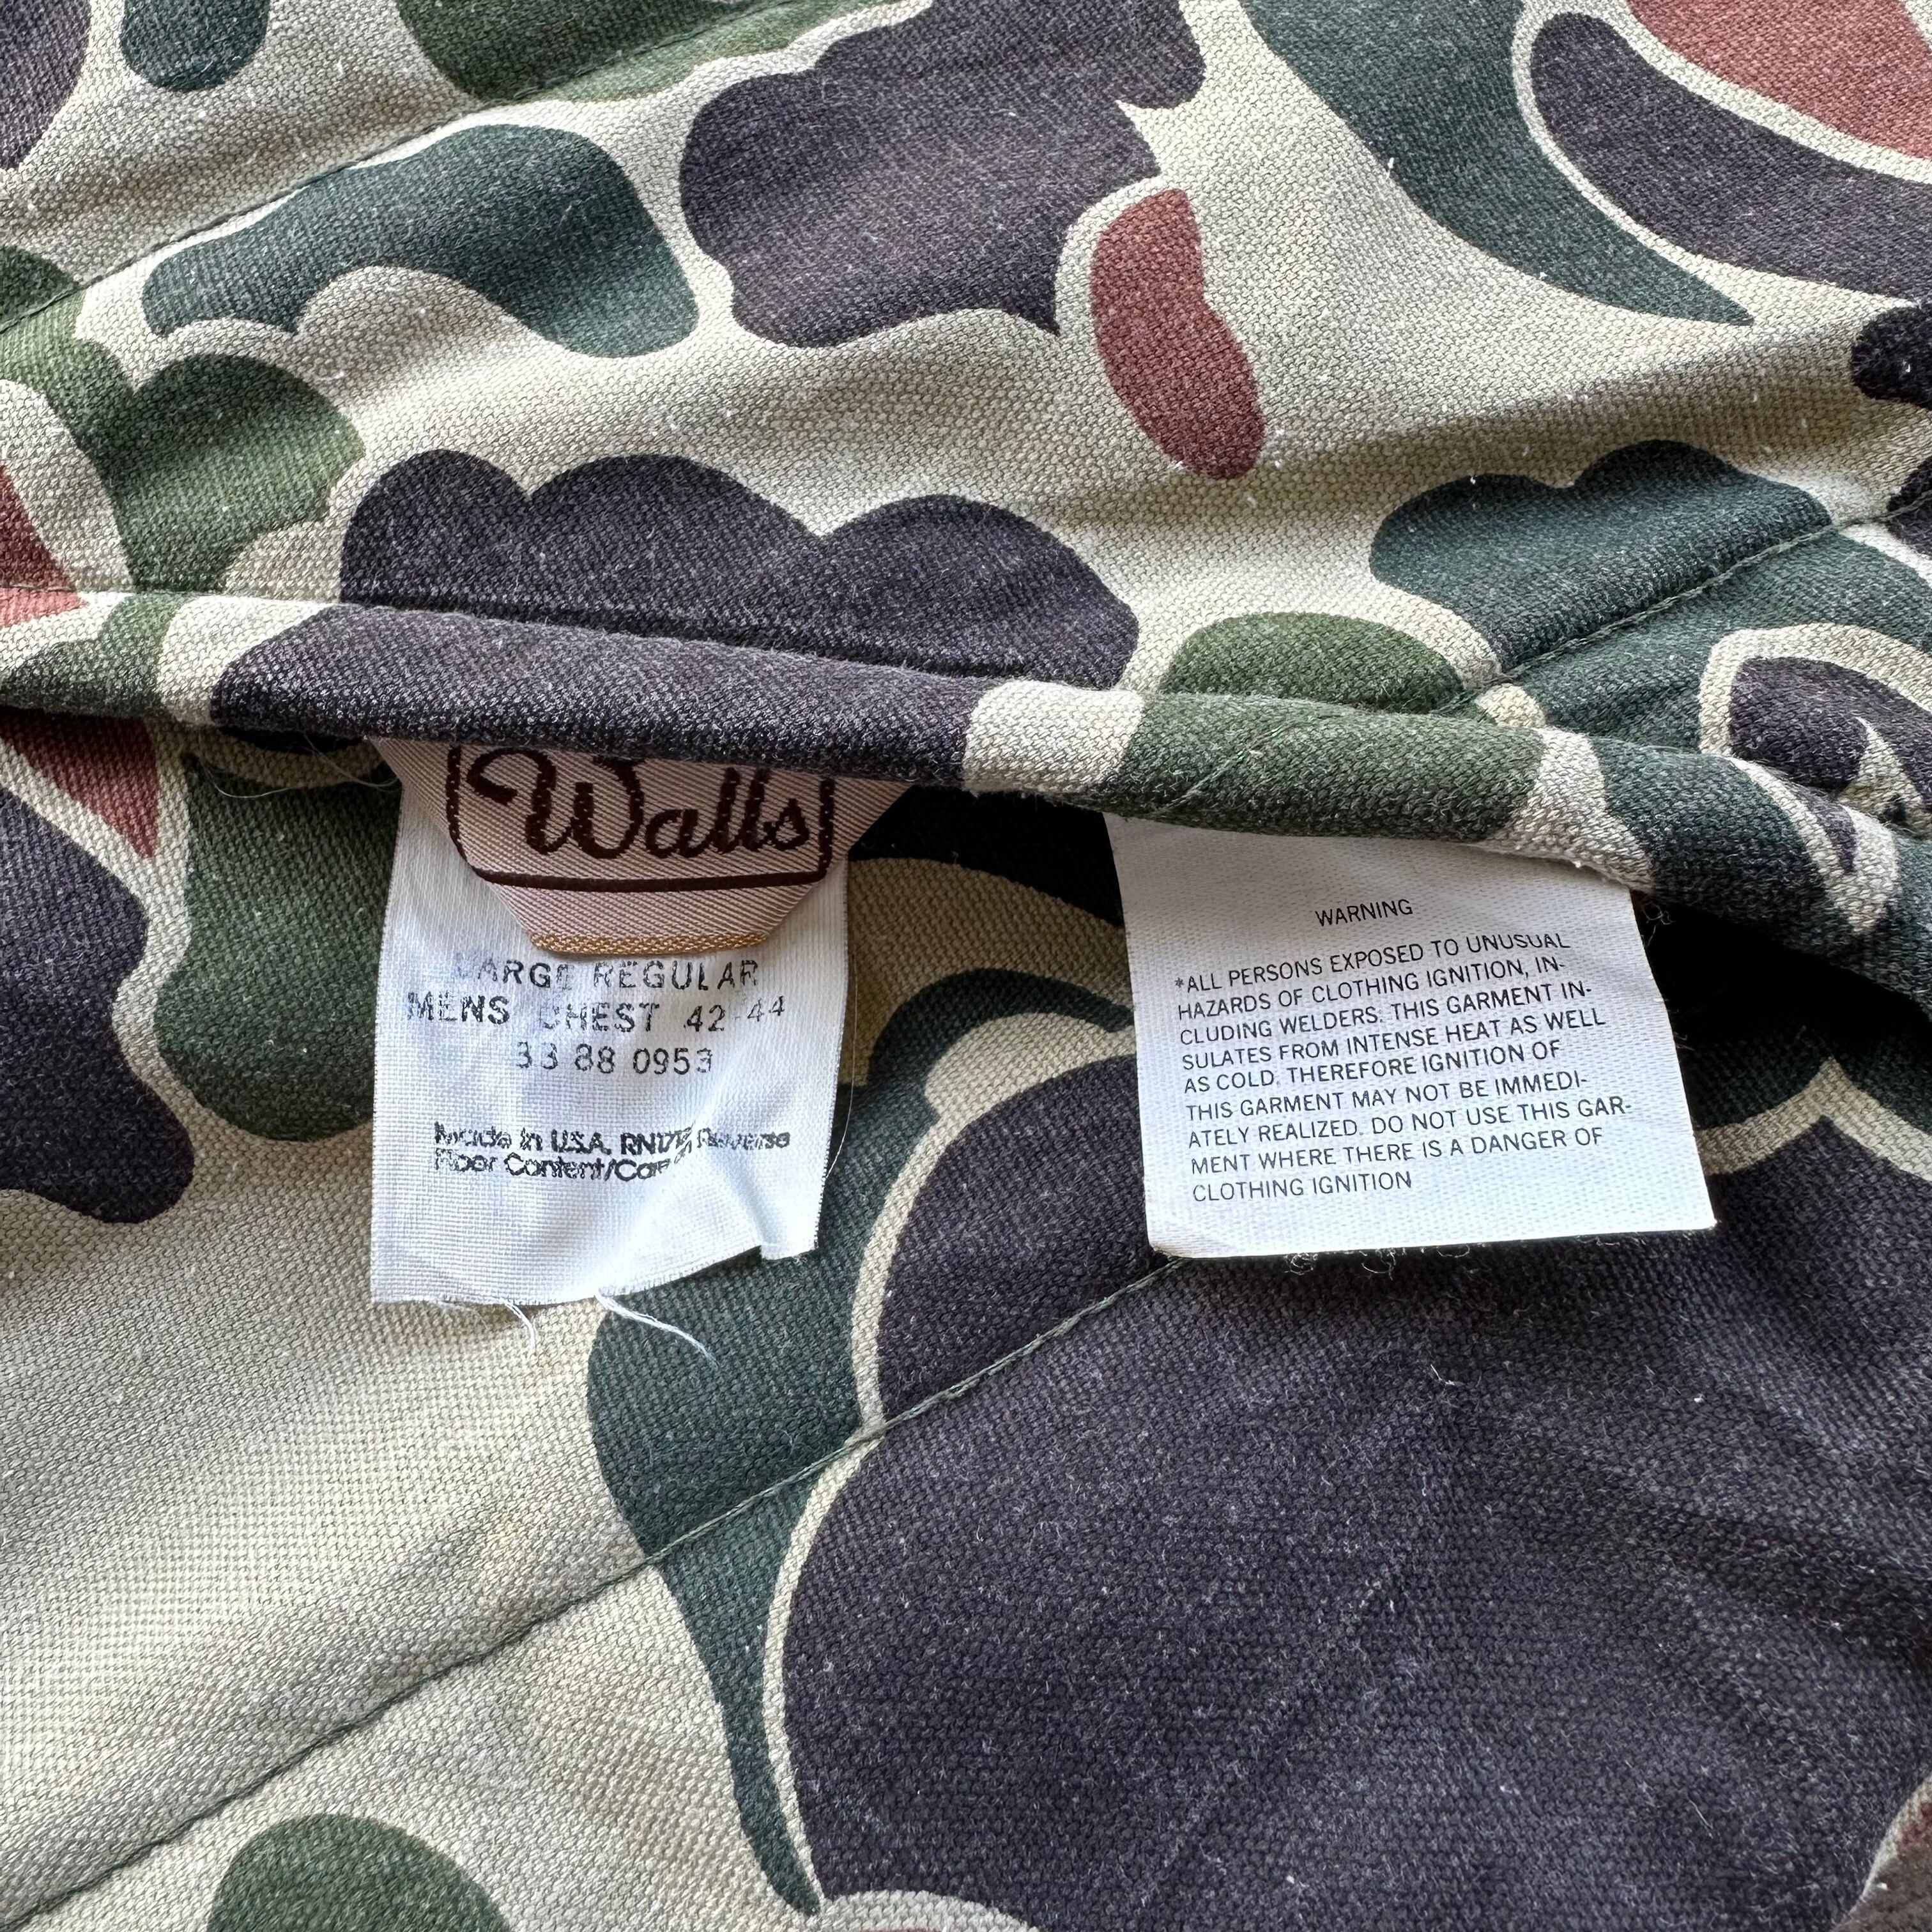 Walls
LARGE REGULAR
MENS CHEST 42-44
33 88 0953
Made in U.S.A. Reverse
For Content/Care
WARNING
*ALL PERSONS EXPOSED TO UNUSUAL
HAZARDS OF CLOTHING IGNITION, IN-
CLUDING WELDERS. THIS GARMENT IN-
SULATES FROM INTENSE HEAT AS WELL
AS COLD. THEREFORE IGNITION OF
THIS GARMENT MAY NOT BE IMMEDI-
ATELY REALIZED. DO NOT USE THIS GAR-
MENT WHERE THERE IS A DANGER OF
CLOTHING IGNITION